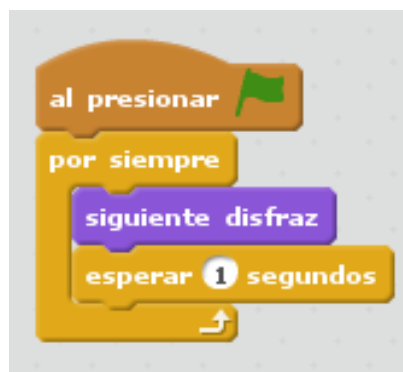 al presionar
por siempre
siguiente disfraz
esperar 1 segundos